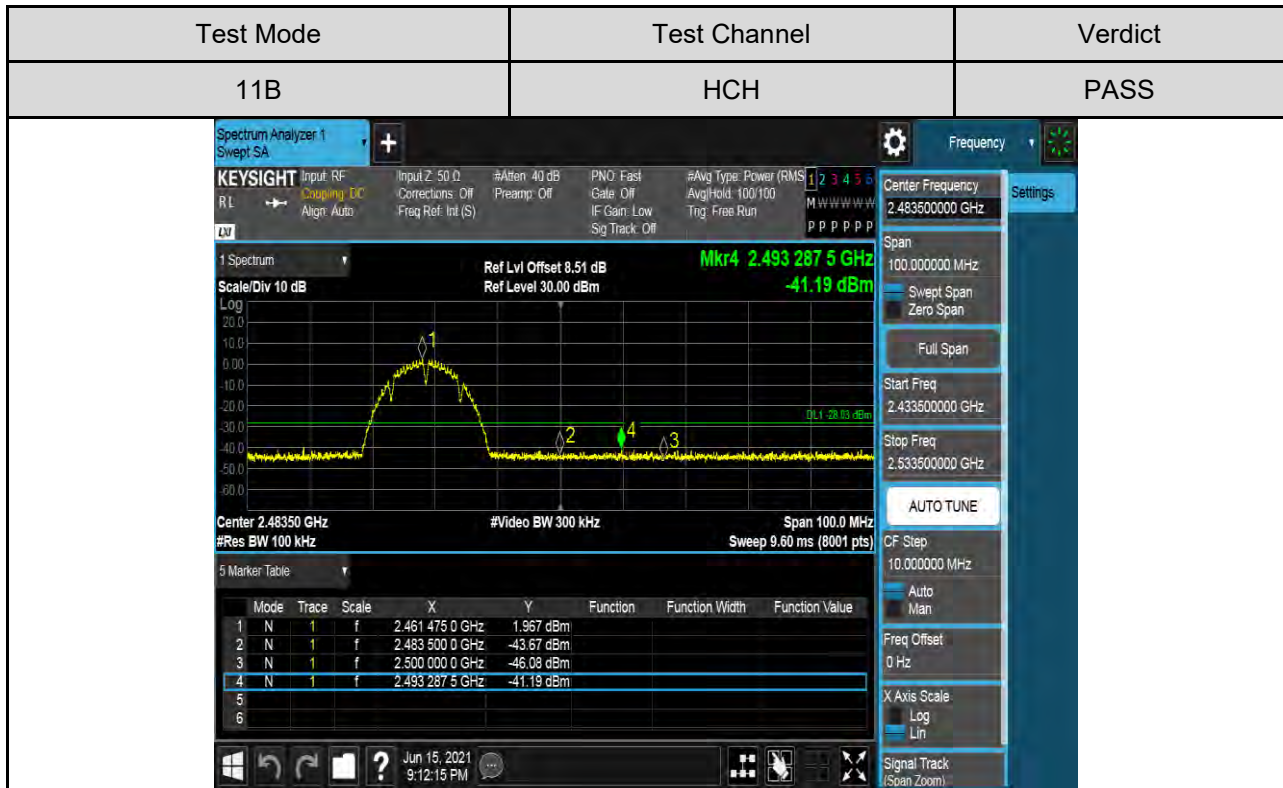 Test Mode Test Channel Verdict
11B HCH PASS
Spectrum Analyzer 1
Swept SA
+
Frequency
KEYSIGHT Input: RF Input Z: 50 Ω #Atten: 40 dB PNO: Fast #Avg Type: Power (RMS 1 2 3 4 5 6
RL Coupling: DC Corrections: Off Preamp: Off Gate: Off Avg|Hold: 100/100 M W W W W W
Align: Auto Freq Ref: Int (S) IF Gain: Low Trig: Free Run
LXI Sig Track: Off P P P P P P
Center Frequency
2.483500000 GHz
Settings
Span
100.000000 MHz
Swept Span
Zero Span
Full Span
Start Freq
2.433500000 GHz
Stop Freq
2.533500000 GHz
AUTO TUNE
CF Step
10.000000 MHz
Auto
Man
Freq Offset
0 Hz
X Axis Scale
Log
Lin
Signal Track
(Span Zoom)
1 Spectrum
Ref Lvl Offset 8.51 dB
Mkr4 2.493 287 5 GHz
Scale/Div 10 dB
Ref Level 30.00 dBm
-41.19 dBm
Log
20.0
10.0
0.00
-10.0
-20.0
-30.0
-40.0
-50.0
-60.0
1
2
4
3
DL1 -28.03 dBm
Center 2.48350 GHz #Video BW 300 kHz Span 100.0 MHz
#Res BW 100 kHz Sweep 9.60 ms (8001 pts)
5 Marker Table
Mode Trace Scale X Y Function Function Width Function Value
1 N 1 f 2.461 475 0 GHz 1.967 dBm
2 N 1 f 2.483 500 0 GHz -43.67 dBm
3 N 1 f 2.500 000 0 GHz -46.08 dBm
4 N 1 f 2.493 287 5 GHz -41.19 dBm
5
6
?
Jun 15, 2021
9:12:15 PM